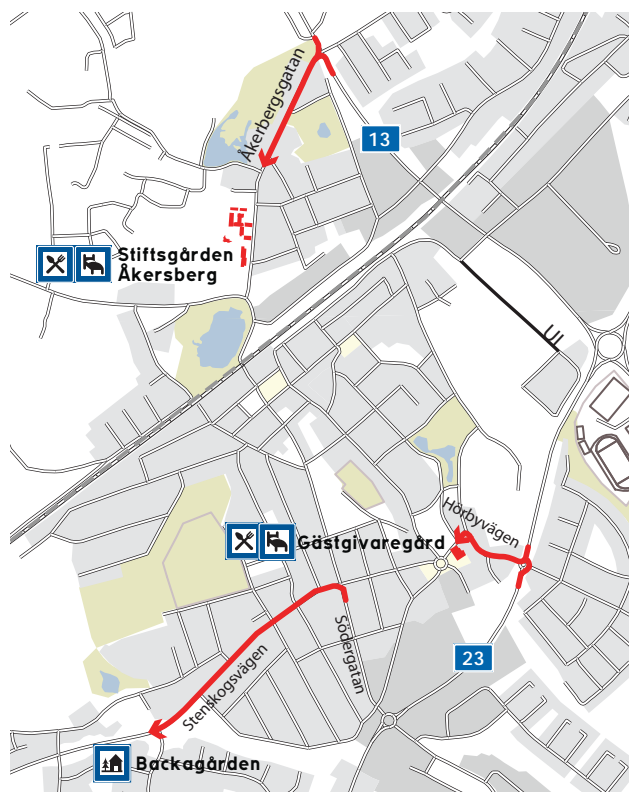 Åkerbergsgatan
13
Stiftsgården
Åkersberg
Hörbyvägen
Gästgivaregård
Södergatan
23
Stenskogsvägen
Backagården